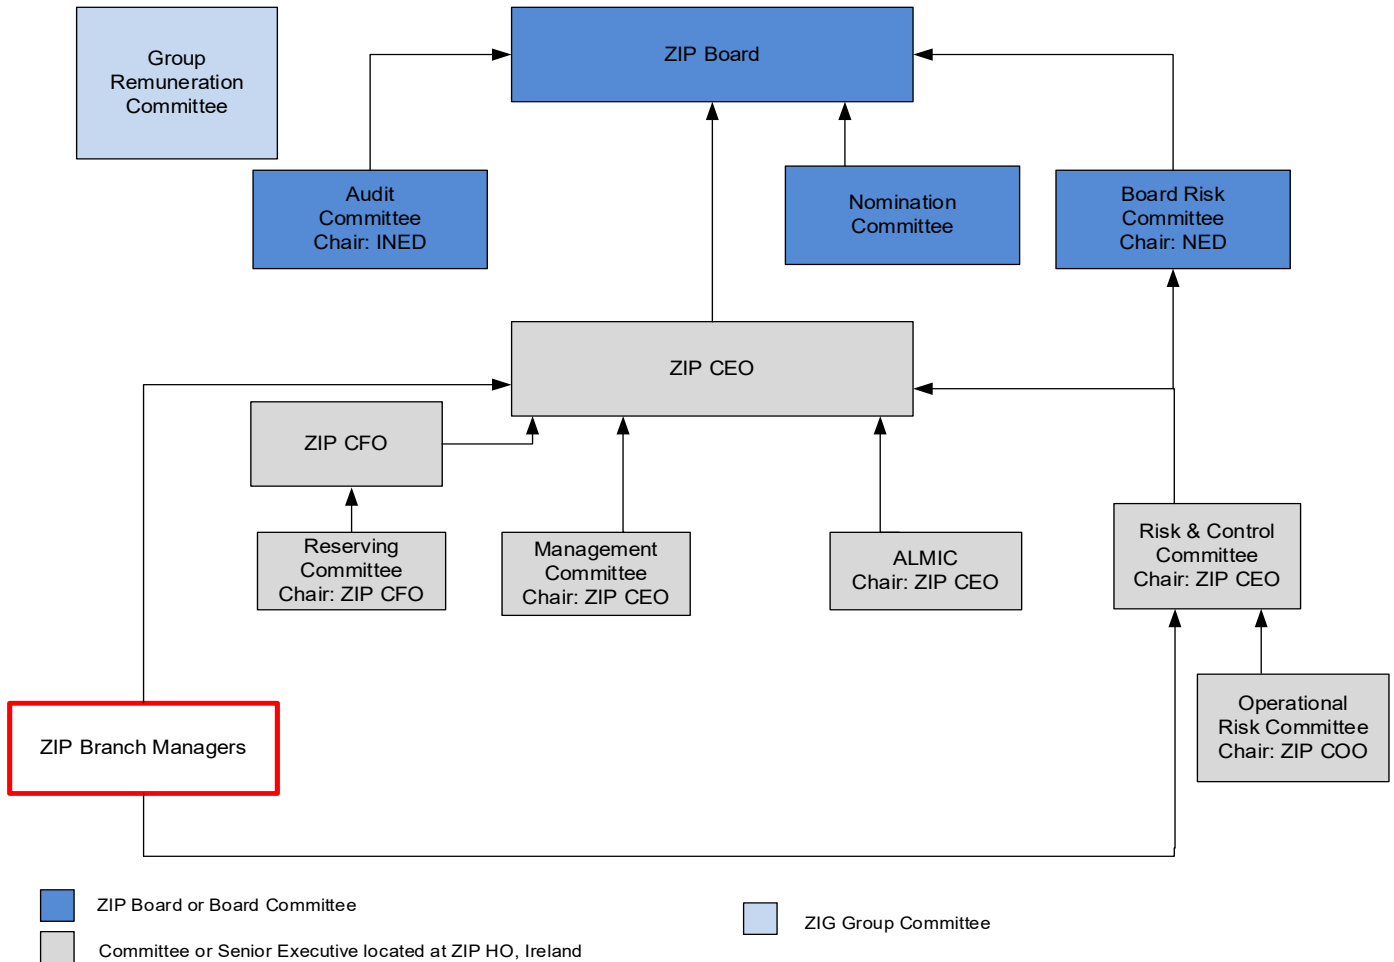 Group
Remuneration
Committee
ZIP Board
Audit
Committee
Chair: INED
Nomination
Committee
Board Risk
Committee
Chair: NED
ZIP CEO
ZIP CFO
Reserving
Committee
Chair: ZIP CFO
Management
Committee
Chair: ZIP CEO
ALMIC
Chair: ZIP CEO
Risk & Control
Committee
Chair: ZIP CEO
Operational
Risk Committee
Chair: ZIP COO
ZIP Branch Managers
ZIP Board or Board Committee
ZIG Group Committee
Committee or Senior Executive located at ZIP HO, Ireland